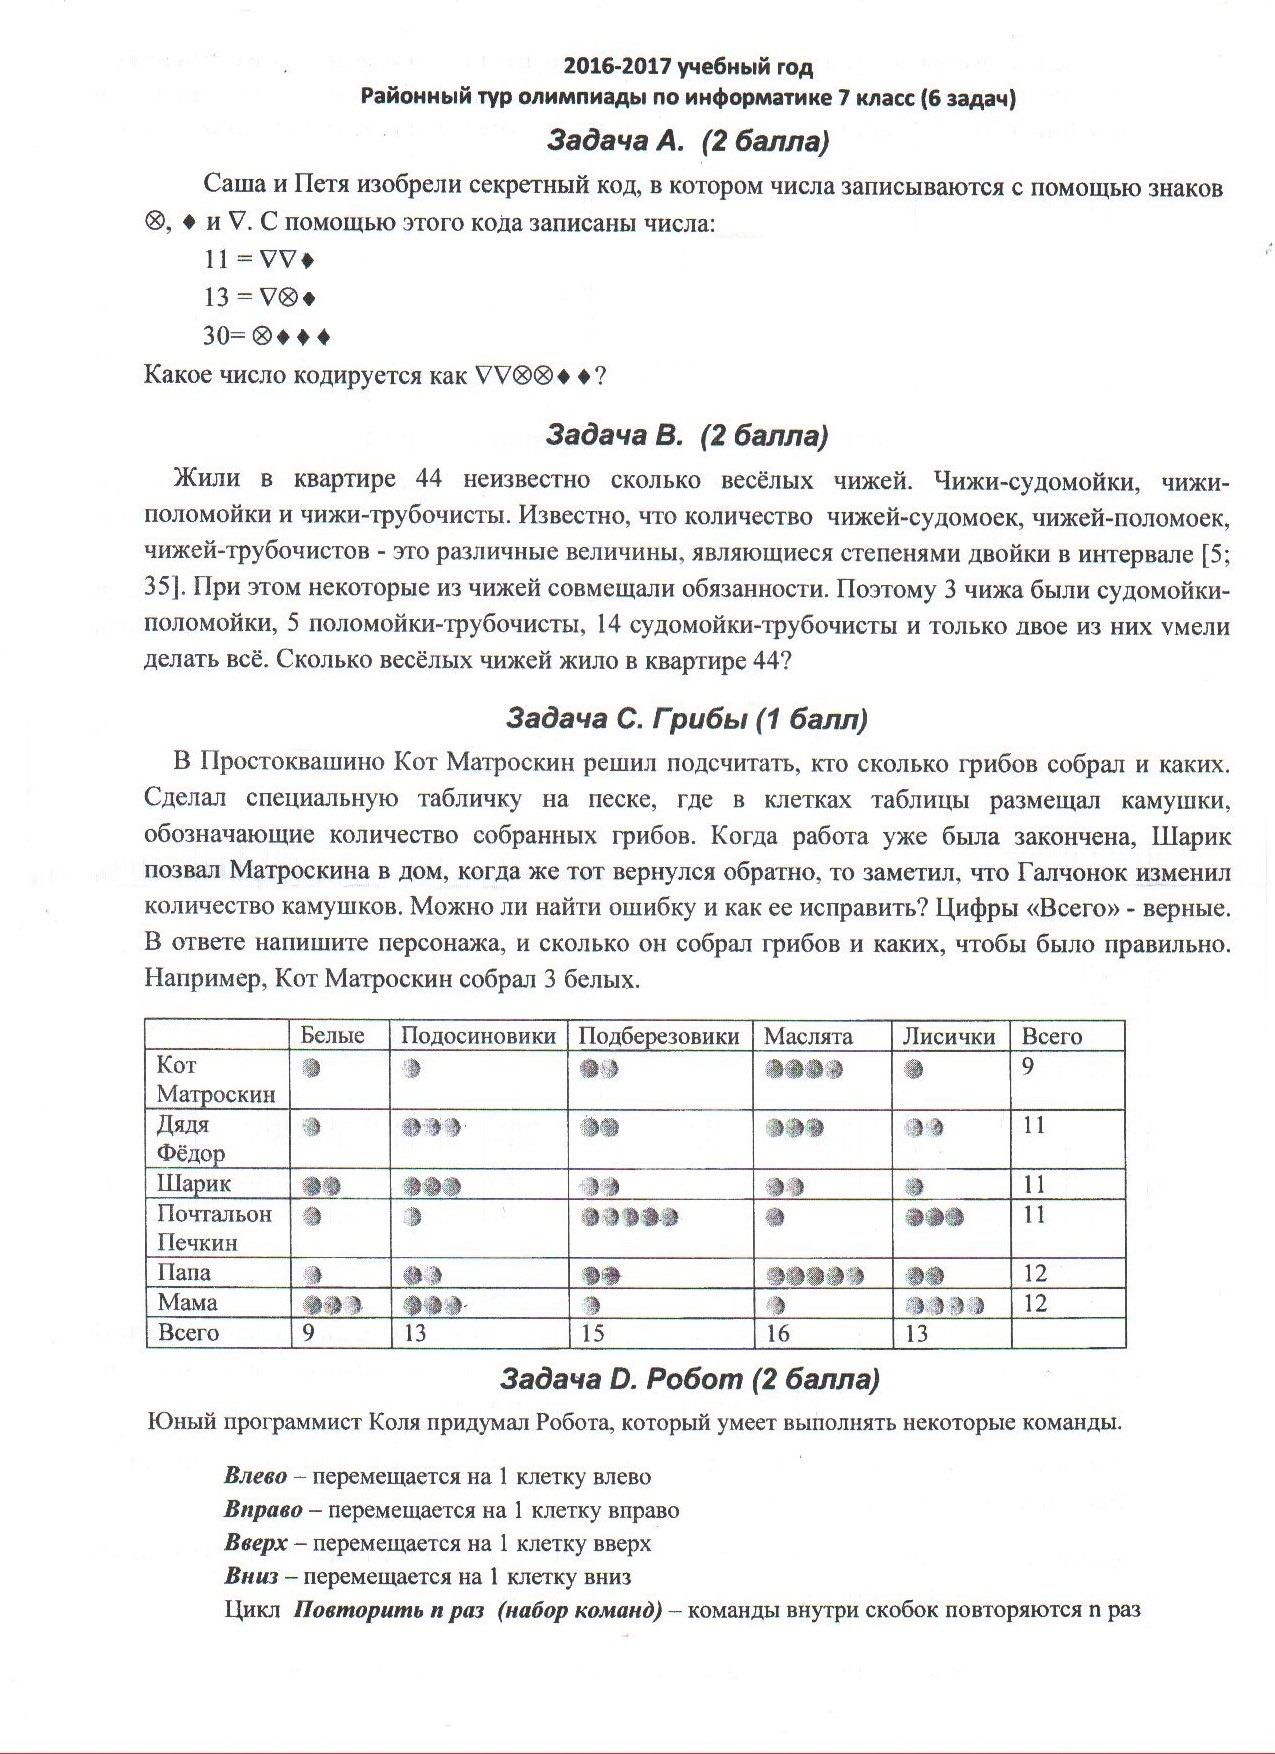 2016-2017 учебный год
Районный тур олимпиады по информатике 7 класс (6 задач)
Задача A. (2 балла)
Саша и Петя изобрели секретный код, в котором числа записываются с помощью знаков
⊗, ♦ и ∇. С помощью этого кода записаны числа:
11 = ∇∇♦
13 = ∇⊗♦
30= ⊗♦♦♦
Какое число кодируется как ∇∇⊗⊗♦♦?
Задача B. (2 балла)
Жили в квартире 44 неизвестно сколько весёлых чижей. Чижи-судомойки, чижи-
поломойки и чижи-трубочисты. Известно, что количество чижей-судомоек, чижей-поломоек,
чижей-трубочистов - это различные величины, являющиеся степенями двойки в интервале [5;
35]. При этом некоторые из чижей совмещали обязанности. Поэтому 3 чижа были судомойки-
поломойки, 5 поломойки-трубочисты, 14 судомойки-трубочисты и только двое из них умели
делать всё. Сколько весёлых чижей жило в квартире 44?
Задача C. Грибы (1 балл)
В Простоквашино Кот Матроскин решил подсчитать, кто сколько грибов собрал и каких.
Сделал специальную табличку на песке, где в клетках таблицы размещал камушки,
обозначающие количество собранных грибов. Когда работа уже была закончена, Шарик
позвал Матроскина в дом, когда же тот вернулся обратно, то заметил, что Галчонок изменил
количество камушков. Можно ли найти ошибку и как ее исправить? Цифры «Всего» - верные.
В ответе напишите персонажа, и сколько он собрал грибов и каких, чтобы было правильно.
Например, Кот Матроскин собрал 3 белых.
Белые Подосиновики Подберезовики Маслята Лисички Всего
Кот
Матроскин 9
Дядя
Фёдор 11
Шарик 11
Почтальон
Печкин 11
Папа 12
Мама 12
Всего 9 13 15 16 13
Задача D. Робот (2 балла)
Юный программист Коля придумал Робота, который умеет выполнять некоторые команды.
Влево – перемещается на 1 клетку влево
Вправо – перемещается на 1 клетку вправо
Вверх – перемещается на 1 клетку вверх
Вниз – перемещается на 1 клетку вниз
Цикл Повторить n раз (набор команд) – команды внутри скобок повторяются n раз